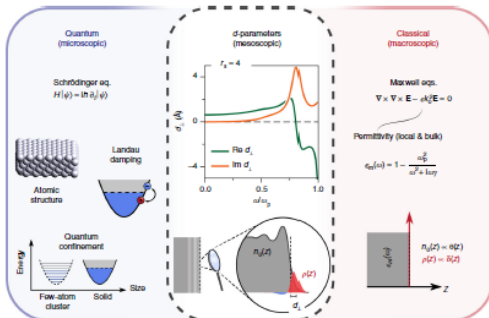 Quantum
(microscopic)
Schrödinger eq.
H|ψ⟩ = iħ ∂ₜ|ψ⟩
Atomic
structure
Landau
damping
Quantum
confinement
Energy
Few-atom
cluster
Solid
Size
d-parameters
(mesoscopic)
rₛ = 4
d⊥ (Å)
4
0
-4
Re d⊥
Im d⊥
0.0
0.5
1.0
ω/ωₚ
n₀(z)
ρ(z)
d⊥
Classical
(macroscopic)
Maxwell eqs.
∇ × ∇ × E – εk₀²E = 0
Permittivity (local & bulk)
εₘ(ω) = 1 – ωₚ² / (ω² + iωγ)
εₘ(ω)
n₀(z) ∝ θ(z)
ρ(z) ∝ δ(z)
z